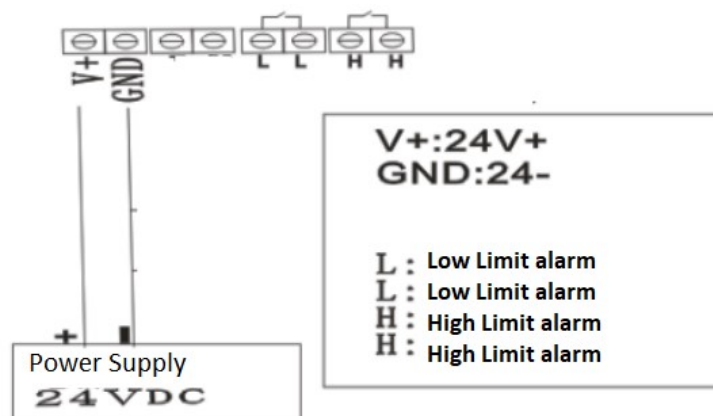 L L H H
V+
GND
V+:24V+
GND:24-
L : Low Limit alarm
L : Low Limit alarm
H : High Limit alarm
H : High Limit alarm
+ -
Power Supply
24VDC